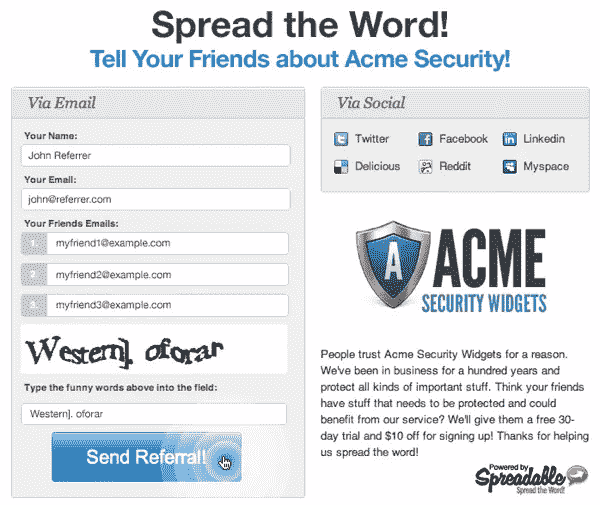 Spread the Word!
Tell Your Friends about Acme Security!
Via Email
Your Name:
John Referrer
Your Email:
john@referrer.com
Your Friends Emails:
1 myfriend1@example.com
2 myfriend2@example.com
3 myfriend3@example.com
Western]. oforar
Type the funny words above into the field:
Western]. oforar
Send Referral!
Via Social
Twitter
Facebook
Linkedin
Delicious
Reddit
Myspace
A ACME
SECURITY WIDGETS
People trust Acme Security Widgets for a reason.
We've been in business for a hundred years and
protect all kinds of important stuff. Think your friends
have stuff that needs to be protected and could
benefit from our service? We'll give them a free 30-
day trial and $10 off for signing up! Thanks for helping
us spread the word!
Powered by
Spreadable
Spread the Word!